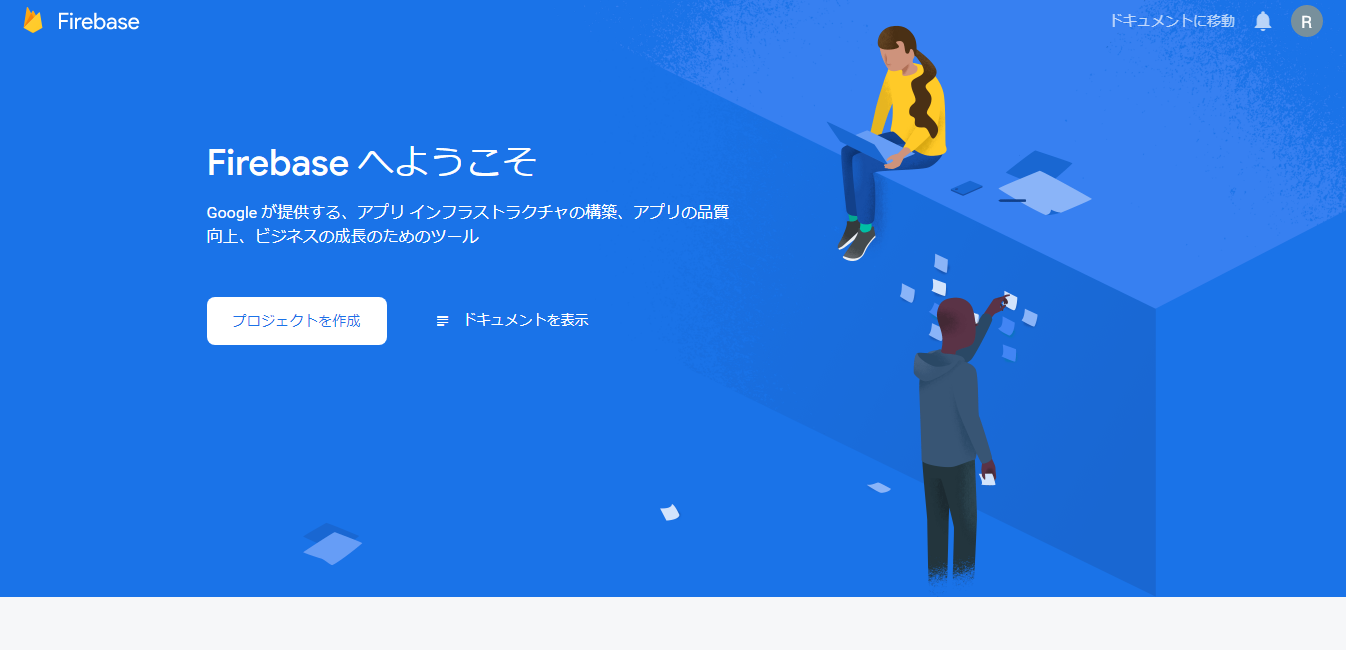 Firebase
ドキュメントに移動
R
Firebase へようこそ
Google が提供する、アプリ インフラストラクチャの構築、アプリの品質
向上、ビジネスの成長のためのツール
プロジェクトを作成
ドキュメントを表示